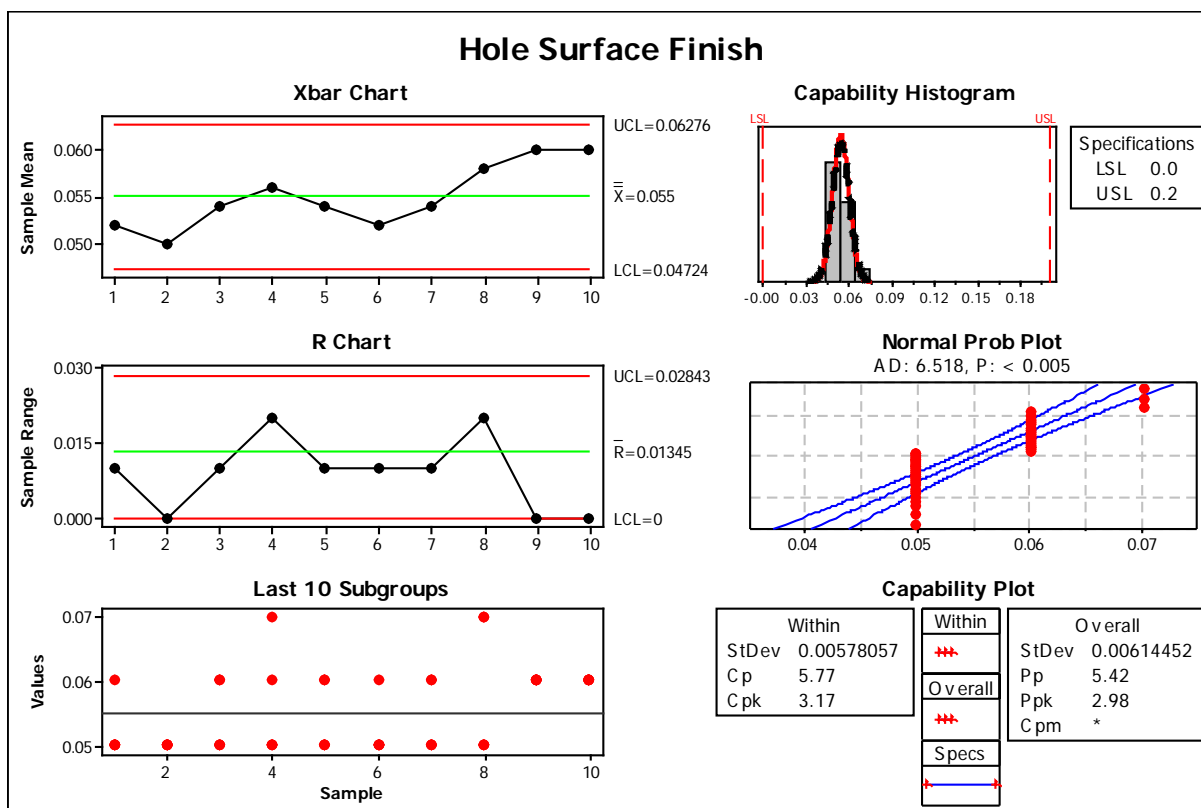 Hole Surface Finish
Xbar Chart
Sample Mean
0.060
0.055
0.050
UCL=0.06276
X=0.055
LCL=0.04724
1 2 3 4 5 6 7 8 9 10
Capability Histogram
LSL USL
-0.00 0.03 0.06 0.09 0.12 0.15 0.18
Specifications
LSL 0.0
USL 0.2
R Chart
Sample Range
0.030
0.015
0.000
UCL=0.02843
R=0.01345
LCL=0
1 2 3 4 5 6 7 8 9 10
Normal Prob Plot
AD: 6.518, P: < 0.005
0.04 0.05 0.06 0.07
Last 10 Subgroups
Values
0.07
0.06
0.05
2 4 6 8 10
Sample
Capability Plot
Within
StDev 0.00578057
Cp 5.77
Cpk 3.17
Within
Overall
Specs
Overall
StDev 0.00614452
Pp 5.42
Ppk 2.98
Cpm *